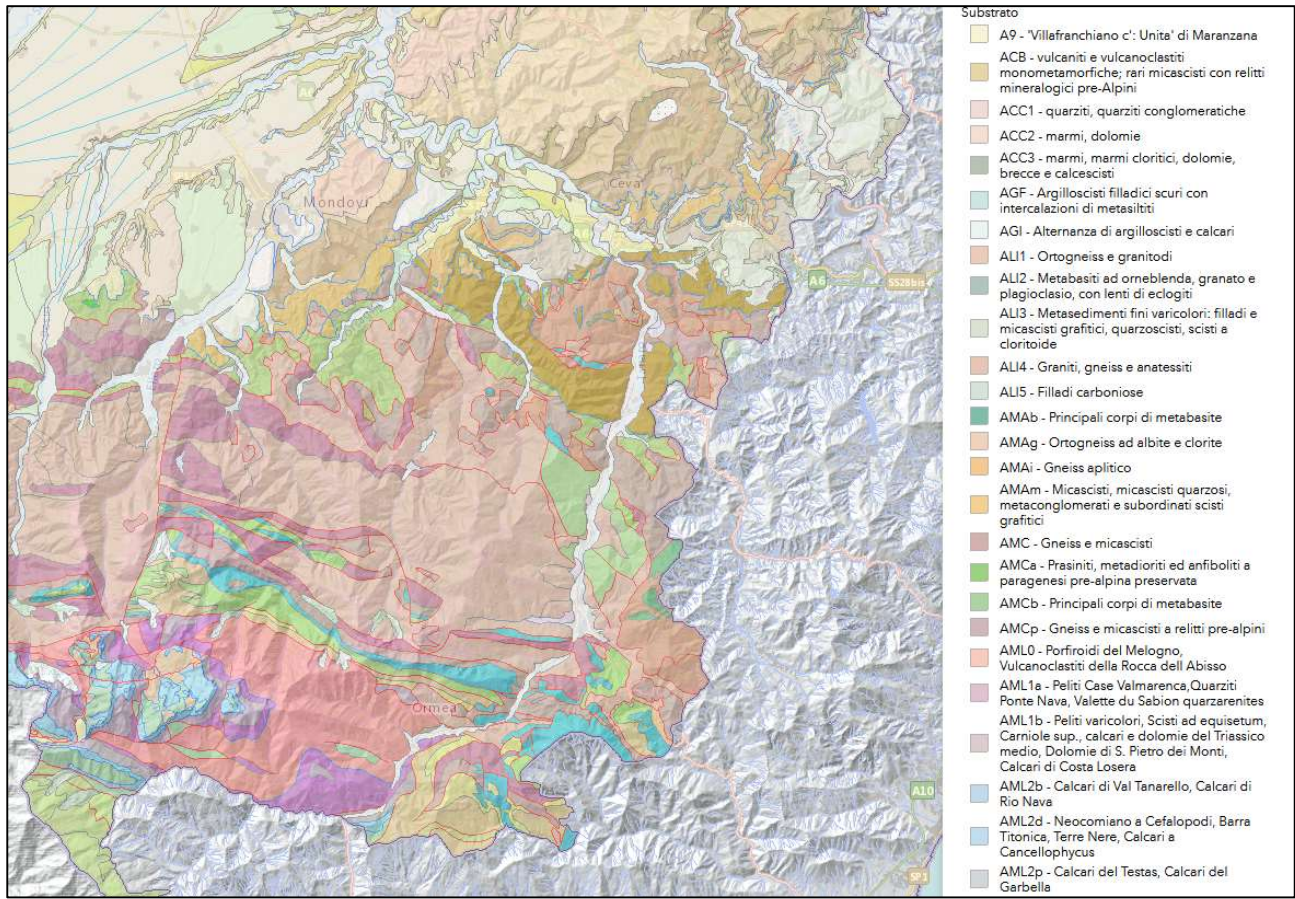 A6
Mondovì
Ceva
A6
SS28bis
Ormea
A10
SP1
Substrato
A9 - 'Villafranchiano c': Unita' di Maranzana
ACB - vulcaniti e vulcanoclastiti
monometamorfiche; rari micascisti con relitti
mineralogici pre-Alpini
ACC1 - quarziti, quarziti conglomeratiche
ACC2 - marmi, dolomie
ACC3 - marmi, marmi cloritici, dolomie,
brecce e calcescisti
AGF - Argilloscisti filladici scuri con
intercalazioni di metasiltiti
AGI - Alternanza di argilloscisti e calcari
ALI1 - Ortogneiss e granitodi
ALI2 - Metabasiti ad orneblenda, granato e
plagioclasio, con lenti di eclogiti
ALI3 - Metasedimenti fini varicolori: filladi e
micascisti grafitici, quarzoscisti, scisti a
cloritoide
ALI4 - Graniti, gneiss e anatessiti
ALI5 - Filladi carboniose
AMAb - Principali corpi di metabasite
AMAg - Ortogneiss ad albite e clorite
AMAi - Gneiss aplitico
AMAm - Micascisti, micascisti quarzosi,
metaconglomerati e subordinati scisti
grafitici
AMC - Gneiss e micascisti
AMCa - Prasiniti, metadioriti ed anfiboliti a
paragenesi pre-alpina preservata
AMCb - Principali corpi di metabasite
AMCp - Gneiss e micascisti a relitti pre-alpini
AML0 - Porfiroidi del Melogno,
Vulcanoclastiti della Rocca dell Abisso
AML1a - Peliti Case Valmarenca,Quarziti
Ponte Nava, Valette du Sabion quarzarenites
AML1b - Peliti varicolori, Scisti ad equisetum,
Carniole sup., calcari e dolomie del Triassico
medio, Dolomie di S. Pietro dei Monti,
Calcari di Costa Losera
AML2b - Calcari di Val Tanarello, Calcari di
Rio Nava
AML2d - Neocomiano a Cefalopodi, Barra
Titonica, Terre Nere, Calcari a
Cancellophycus
AML2p - Calcari del Testas, Calcari del
Garbella